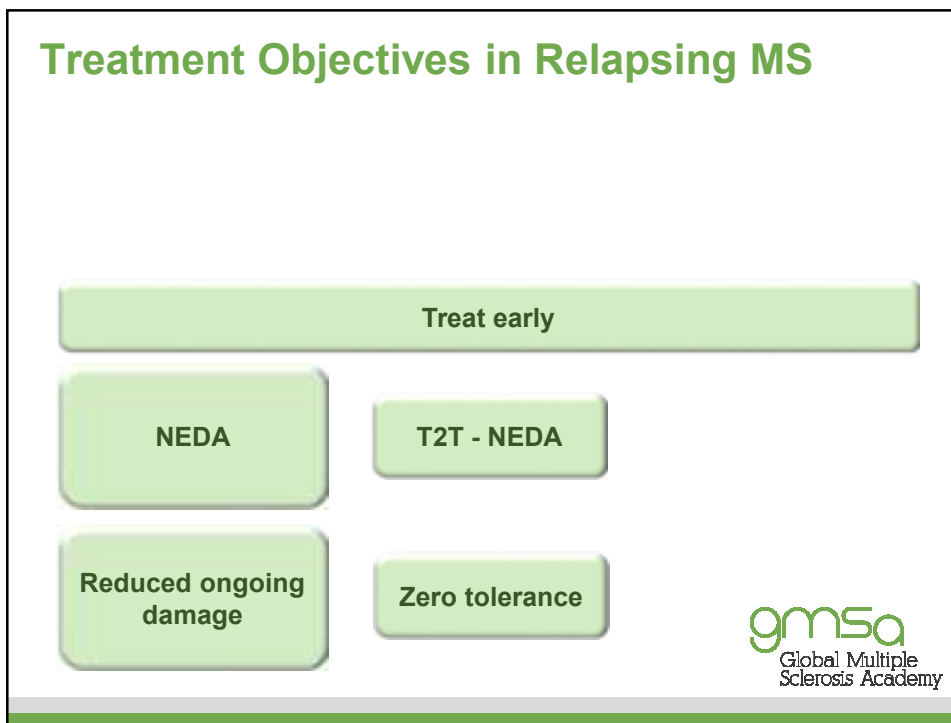 Treatment Objectives in Relapsing MS
Treat early
NEDA
T2T - NEDA
Reduced ongoing
damage
Zero tolerance
gmsa
Global Multiple
Sclerosis Academy